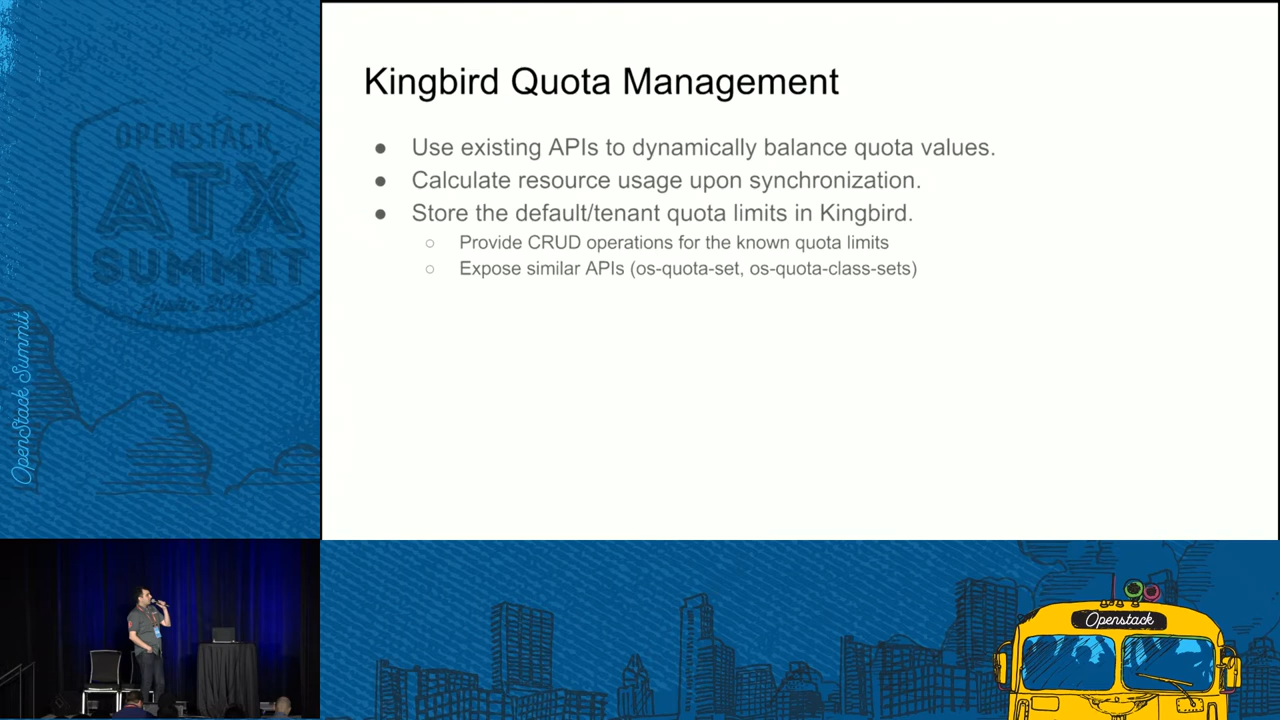 Kingbird Quota Management
● Use existing APIs to dynamically balance quota values.
● Calculate resource usage upon synchronization.
● Store the default/tenant quota limits in Kingbird.
○ Provide CRUD operations for the known quota limits
○ Expose similar APIs (os-quota-set, os-quota-class-sets)
OPENSTACK
ATX
SUMMIT
Austin 2016
OpenStack Summit
Openstack